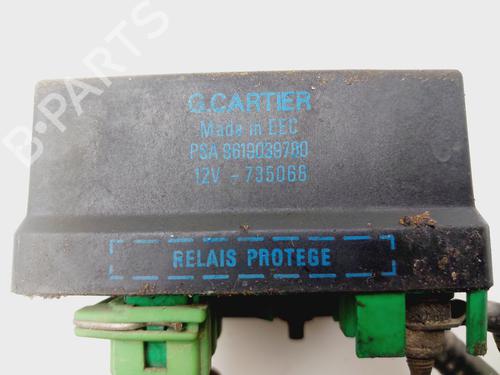 G.CARTIER
Made in EEC
PSA 9619039780
12V - 735066
RELAIS PROTEGE
B-PARTS